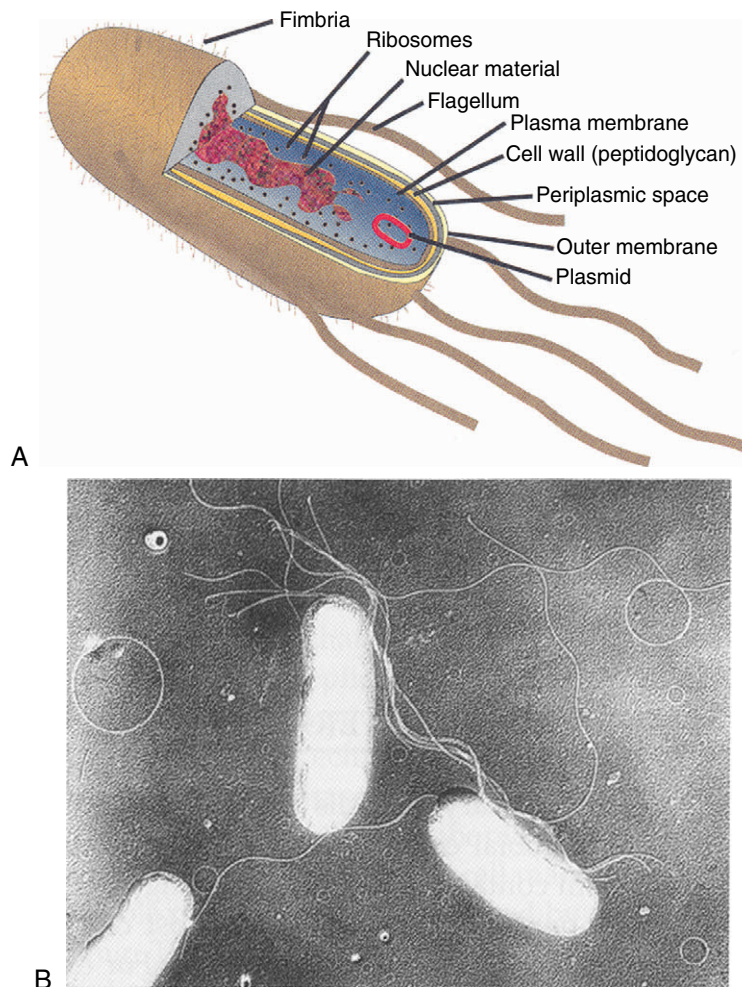 Fimbria
Ribosomes
Nuclear material
Flagellum
Plasma membrane
Cell wall (peptidoglycan)
Periplasmic space
Outer membrane
Plasmid
A
B